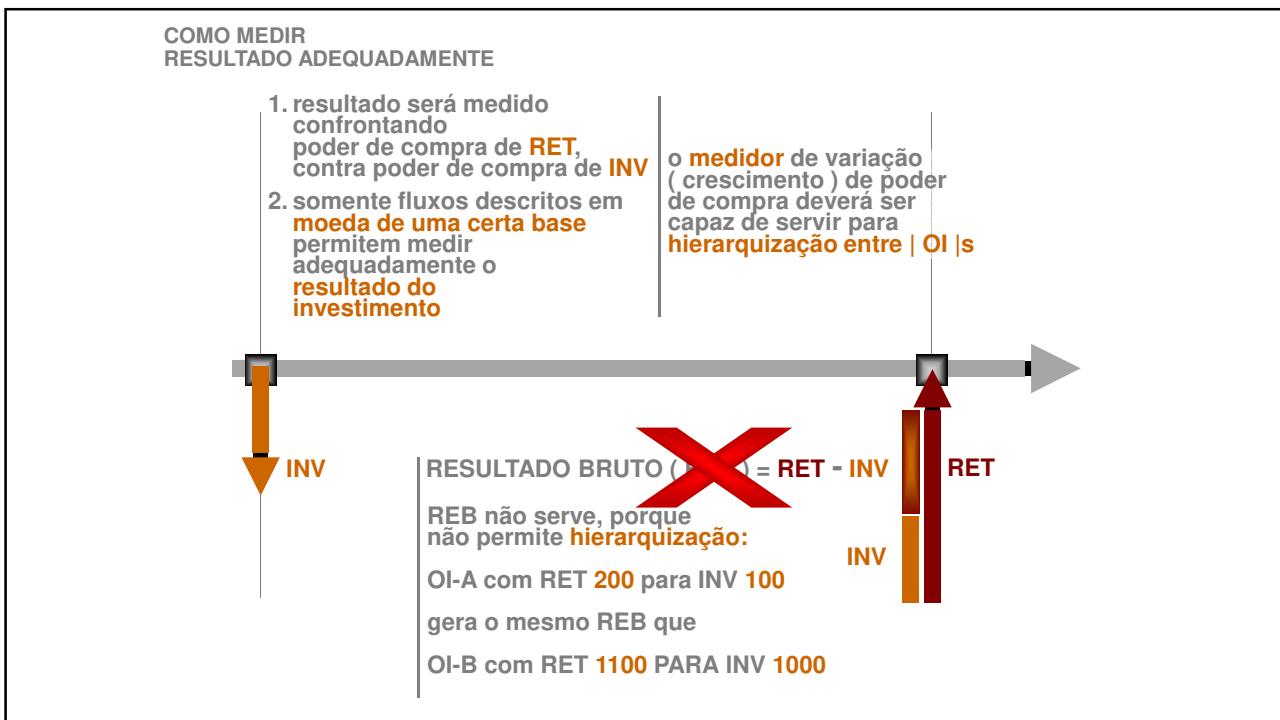 COMO MEDIR
RESULTADO ADEQUADAMENTE
1. resultado será medido
confrontando
poder de compra de RET,
contra poder de compra de INV
2. somente fluxos descritos em
moeda de uma certa base
permitem medir
adequadamente o
resultado do
investimento
o medidor de variação
( crescimento ) de poder
de compra deverá ser
capaz de servir para
hierarquização entre | OI |s
INV
RESULTADO BRUTO ( ) = RET - INV
RET
REB não serve, porque
não permite hierarquização:
INV
OI-A com RET 200 para INV 100
gera o mesmo REB que
OI-B com RET 1100 PARA INV 1000